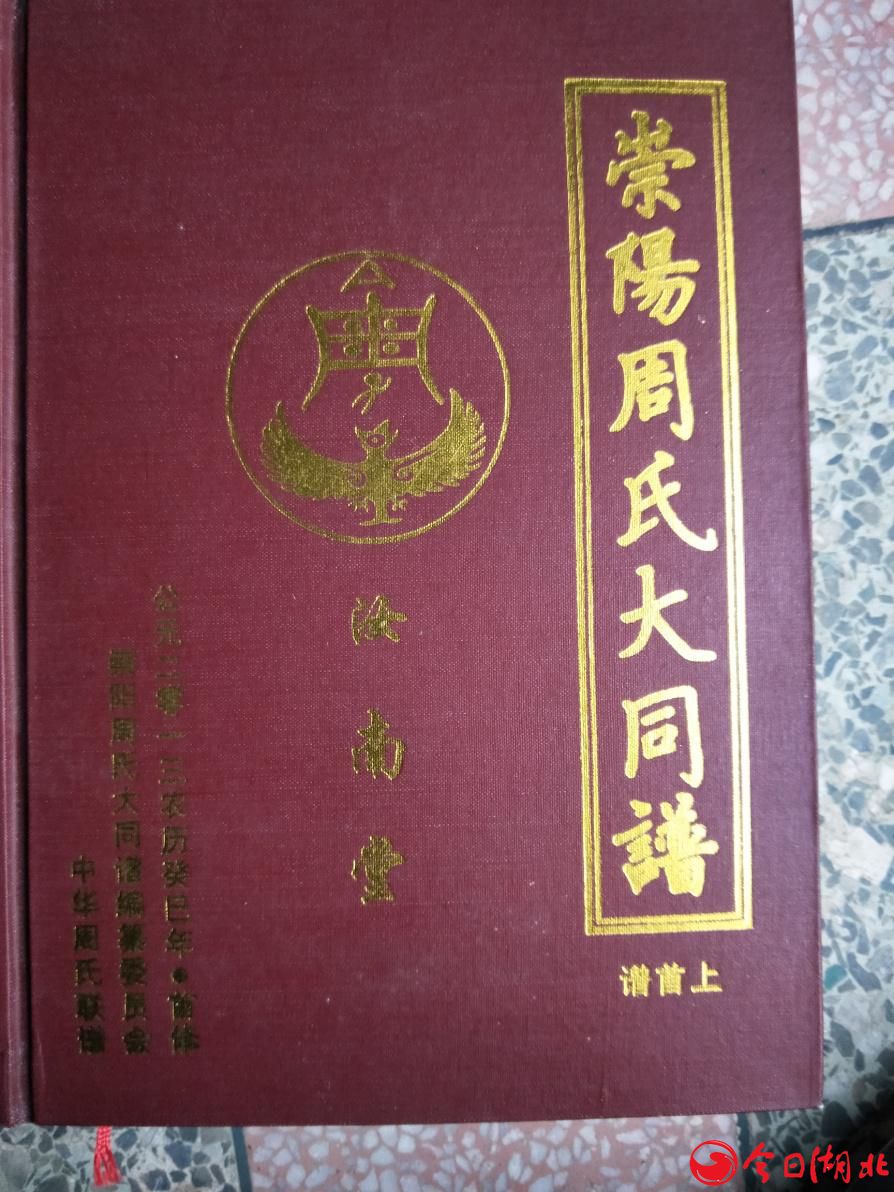 崇陽周氏大同譜
谱首上
汝南堂
公元二零一三农历癸巳年●首修
崇阳周氏大同谱编纂委员会
中华周氏联谱
今日湖北